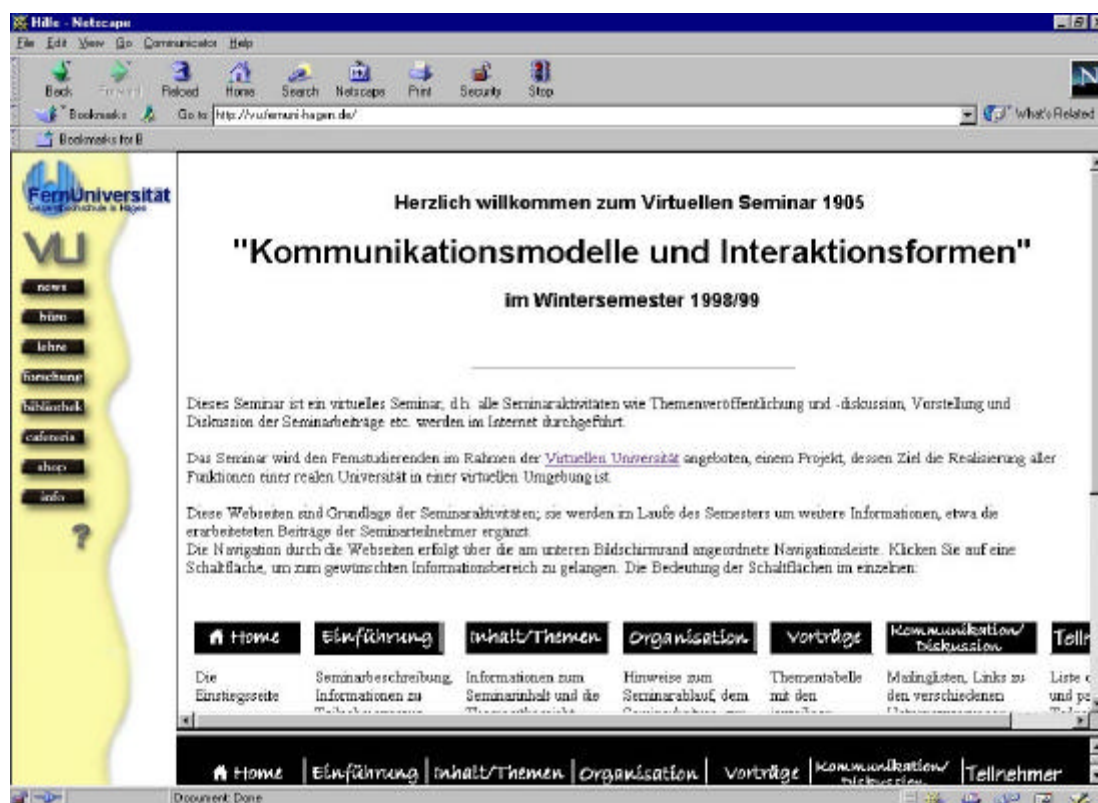 Hille - Netscape
File Edit View Go Communicator Help
Back Forward Reload Home Search Netscape Print Security Stop
Bookmarks Go to: http://vu.fernuni-hagen.de/ What's Related
Bookmarks for B
FernUniversität
Gesamthochschule in Hagen
VU
news
büro
lehre
forschung
bibliothek
cafeteria
shop
info
?
Herzlich willkommen zum Virtuellen Seminar 1905
"Kommunikationsmodelle und Interaktionsformen"
im Wintersemester 1998/99
Dieses Seminar ist ein virtuelles Seminar, d.h. alle Seminaraktivitäten wie Themenveröffentlichung und -diskussion, Vorstellung und
Diskussion der Seminarbeiträge etc. werden im Internet durchgeführt.
Das Seminar wird den Fernstudierenden im Rahmen der Virtuellen Universität angeboten, einem Projekt, dessen Ziel die Realisierung aller
Funktionen einer realen Universität in einer virtuellen Umgebung ist.
Diese Webseiten sind Grundlage der Seminaraktivitäten; sie werden im Laufe des Semesters um weitere Informationen, etwa die
erarbeiteteten Beiträge der Seminarteilnehmer ergänzt.
Die Navigation durch die Webseiten erfolgt über die am unteren Bildschirmrand angeordnete Navigationsleiste. Klicken Sie auf eine
Schaltfläche, um zum gewünschten Informationsbereich zu gelangen. Die Bedeutung der Schaltflächen im einzelnen:
Home Einführung Inhalt/Themen Organisation Vorträge Kommunikation/
Diskussion
Die Seminarbeschreibung, Informationen zum Hinweise zum Thementabelle Mailinglisten, Links zu Liste
Einstiegsseite Informationen zu Seminarinhalt und die Seminarablauf, dem mit den den verschiedenen und
Home Einführung Inhalt/Themen Organisation Vorträge Kommunikation/ Teilnehmer
Diskussion
Document: Done